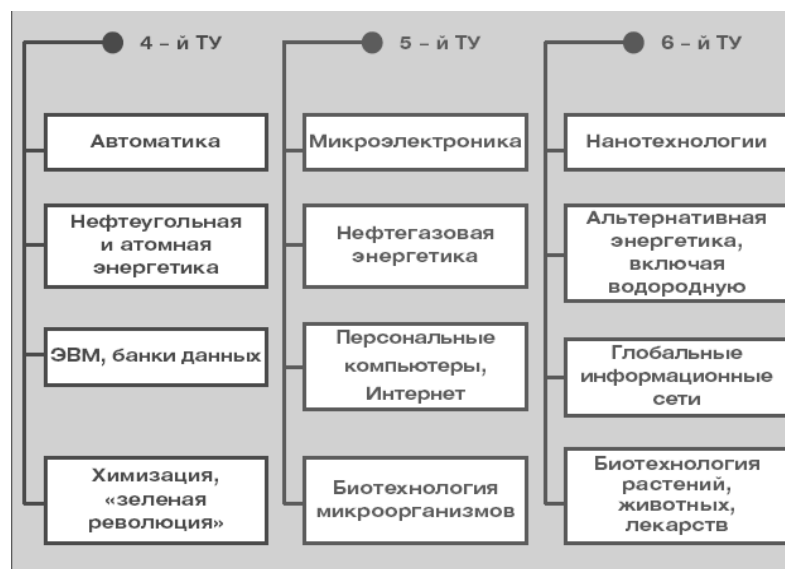 4 – й ТУ
Автоматика
Нефтеугольная
и атомная
энергетика
ЭВМ, банки данных
Химизация,
«зеленая
революция»
5 – й ТУ
Микроэлектроника
Нефтегазовая
энергетика
Персональные
компьютеры,
Интернет
Биотехнология
микроорганизмов
6 – й ТУ
Нанотехнологии
Альтернативная
энергетика,
включая
водородную
Глобальные
информационные
сети
Биотехнология
растений,
животных,
лекарств